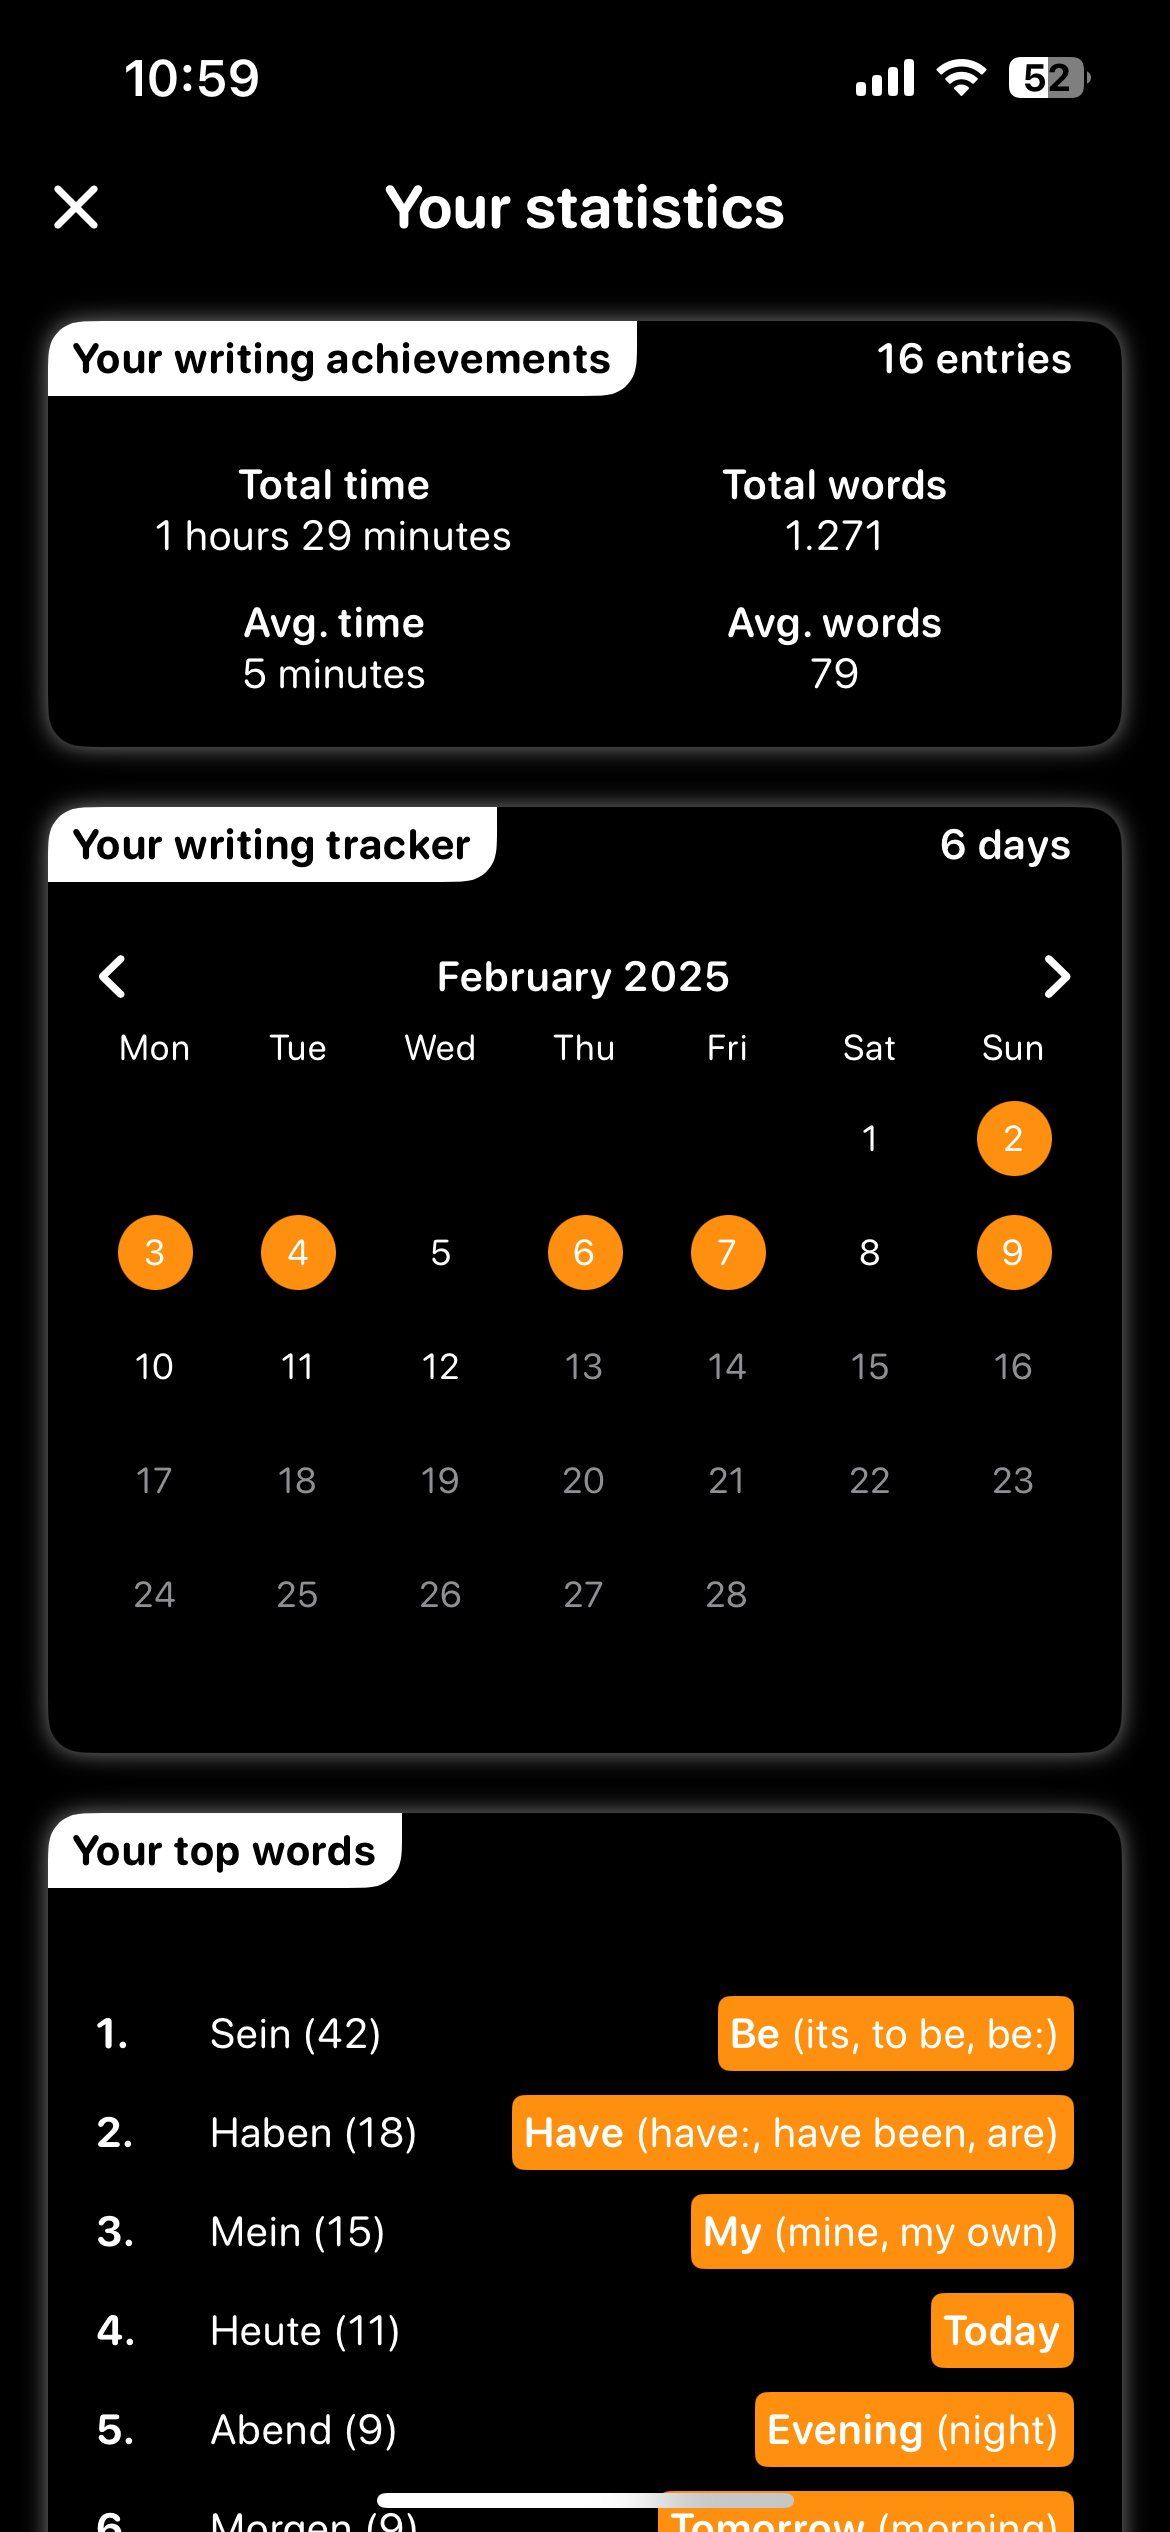 10:59
52
Your statistics
Your writing achievements
16 entries
Total time
Total words
1 hours 29 minutes
1.271
Avg. time
Avg. words
5 minutes
79
Your writing tracker
6 days
February 2025
Mon Tue Wed Thu Fri Sat Sun
1 2
3 4 5 6 7 8 9
10 11 12 13 14 15 16
17 18 19 20 21 22 23
24 25 26 27 28
Your top words
1. Sein (42) Be (its, to be, be:)
2. Haben (18) Have (have:, have been, are)
3. Mein (15) My (mine, my own)
4. Heute (11) Today
5. Abend (9) Evening (night)
6. Morgen (9) Tomorrow (morning)